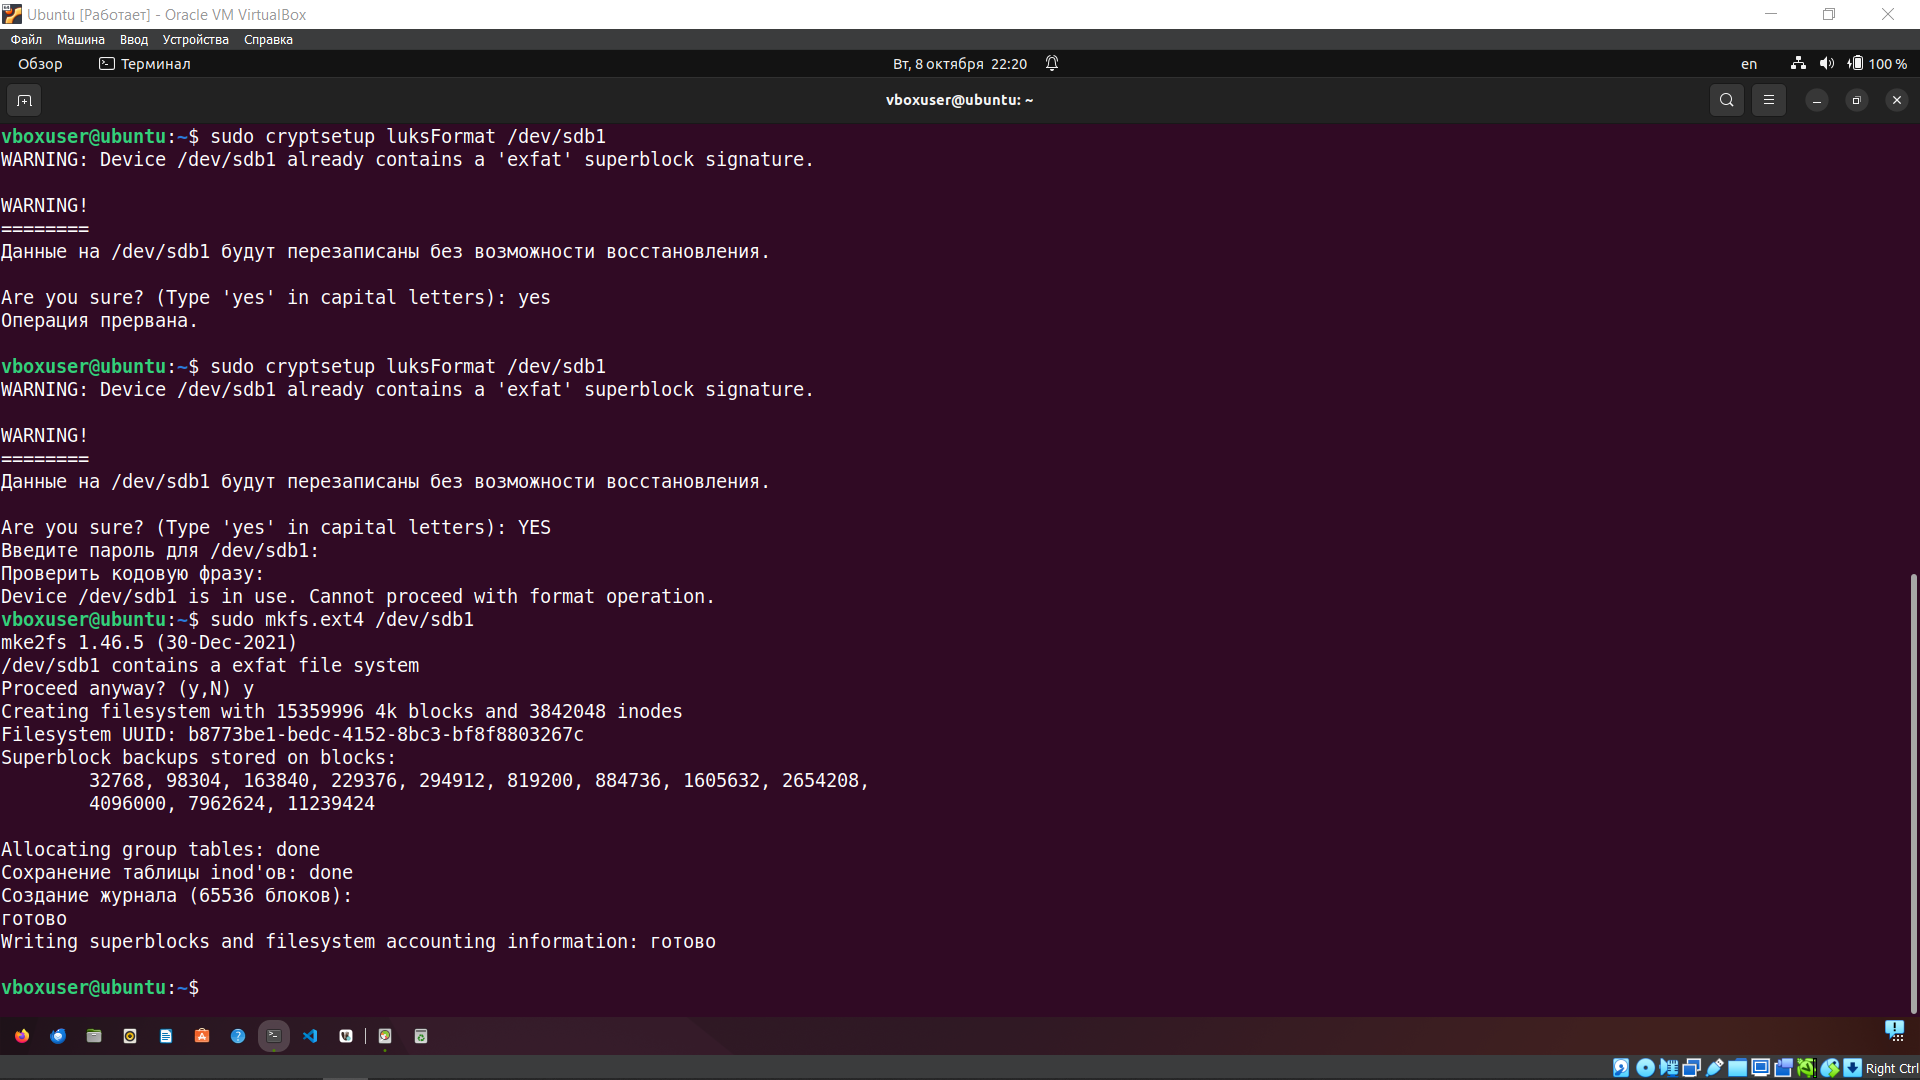 Ubuntu [Работает] - Oracle VM VirtualBox
Файл Машина Ввод Устройства Справка
Обзор Терминал Вт, 8 октября 22:20 en 100 %
vboxuser@ubuntu: ~
vboxuser@ubuntu:~$ sudo cryptsetup luksFormat /dev/sdb1
WARNING: Device /dev/sdb1 already contains a 'exfat' superblock signature.
WARNING!
========
Данные на /dev/sdb1 будут перезаписаны без возможности восстановления.
Are you sure? (Type 'yes' in capital letters): yes
Операция прервана.
vboxuser@ubuntu:~$ sudo cryptsetup luksFormat /dev/sdb1
WARNING: Device /dev/sdb1 already contains a 'exfat' superblock signature.
WARNING!
========
Данные на /dev/sdb1 будут перезаписаны без возможности восстановления.
Are you sure? (Type 'yes' in capital letters): YES
Введите пароль для /dev/sdb1:
Проверить кодовую фразу:
Device /dev/sdb1 is in use. Cannot proceed with format operation.
vboxuser@ubuntu:~$ sudo mkfs.ext4 /dev/sdb1
mke2fs 1.46.5 (30-Dec-2021)
/dev/sdb1 contains a exfat file system
Proceed anyway? (y,N) y
Creating filesystem with 15359996 4k blocks and 3842048 inodes
Filesystem UUID: b8773be1-bedc-4152-8bc3-bf8f8803267c
Superblock backups stored on blocks:
32768, 98304, 163840, 229376, 294912, 819200, 884736, 1605632, 2654208,
4096000, 7962624, 11239424
Allocating group tables: done
Сохранение таблицы inod'ов: done
Создание журнала (65536 блоков):
готово
Writing superblocks and filesystem accounting information: готово
vboxuser@ubuntu:~$
Right Ctrl